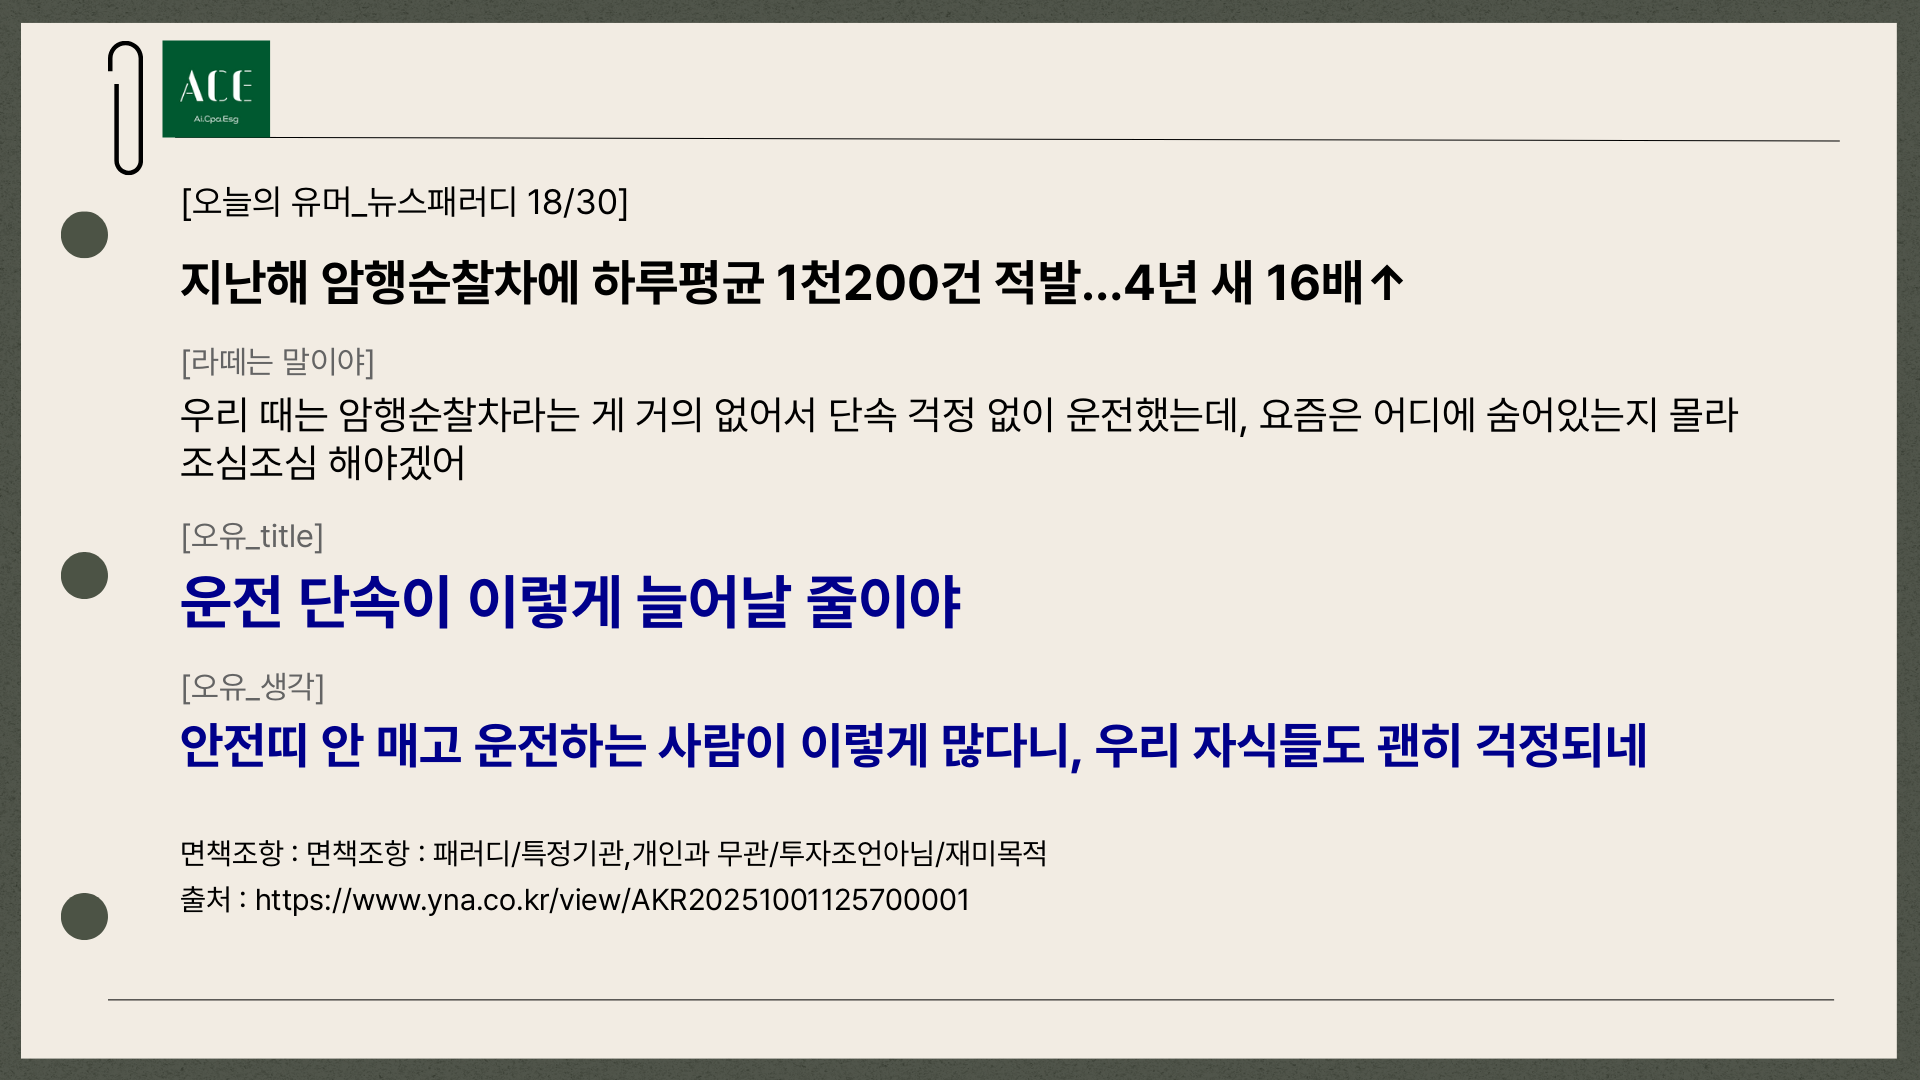 ACE
Ai.Cpa.Esg
[오늘의 유머_뉴스패러디 18/30]
지난해 암행순찰차에 하루평균 1천200건 적발...4년 새 16배↑
[라떼는 말이야]
우리 때는 암행순찰차라는 게 거의 없어서 단속 걱정 없이 운전했는데, 요즘은 어디에 숨어있는지 몰라
조심조심 해야겠어
[오유_title]
운전 단속이 이렇게 늘어날 줄이야
[오유_생각]
안전띠 안 매고 운전하는 사람이 이렇게 많다니, 우리 자식들도 괜히 걱정되네
면책조항 : 면책조항 : 패러디/특정기관,개인과 무관/투자조언아님/재미목적
출처 : https://www.yna.co.kr/view/AKR20251001125700001